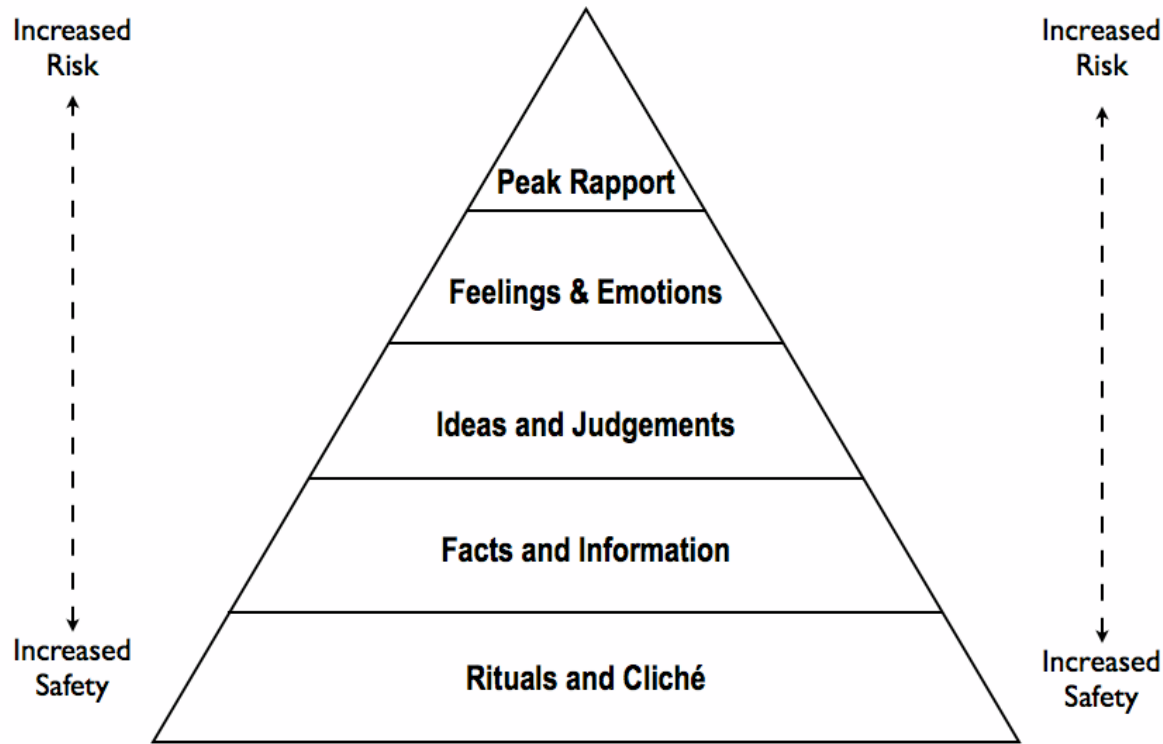 Increased
Risk
Increased
Risk
Peak Rapport
Feelings & Emotions
Ideas and Judgements
Facts and Information
Rituals and Cliché
Increased
Safety
Increased
Safety